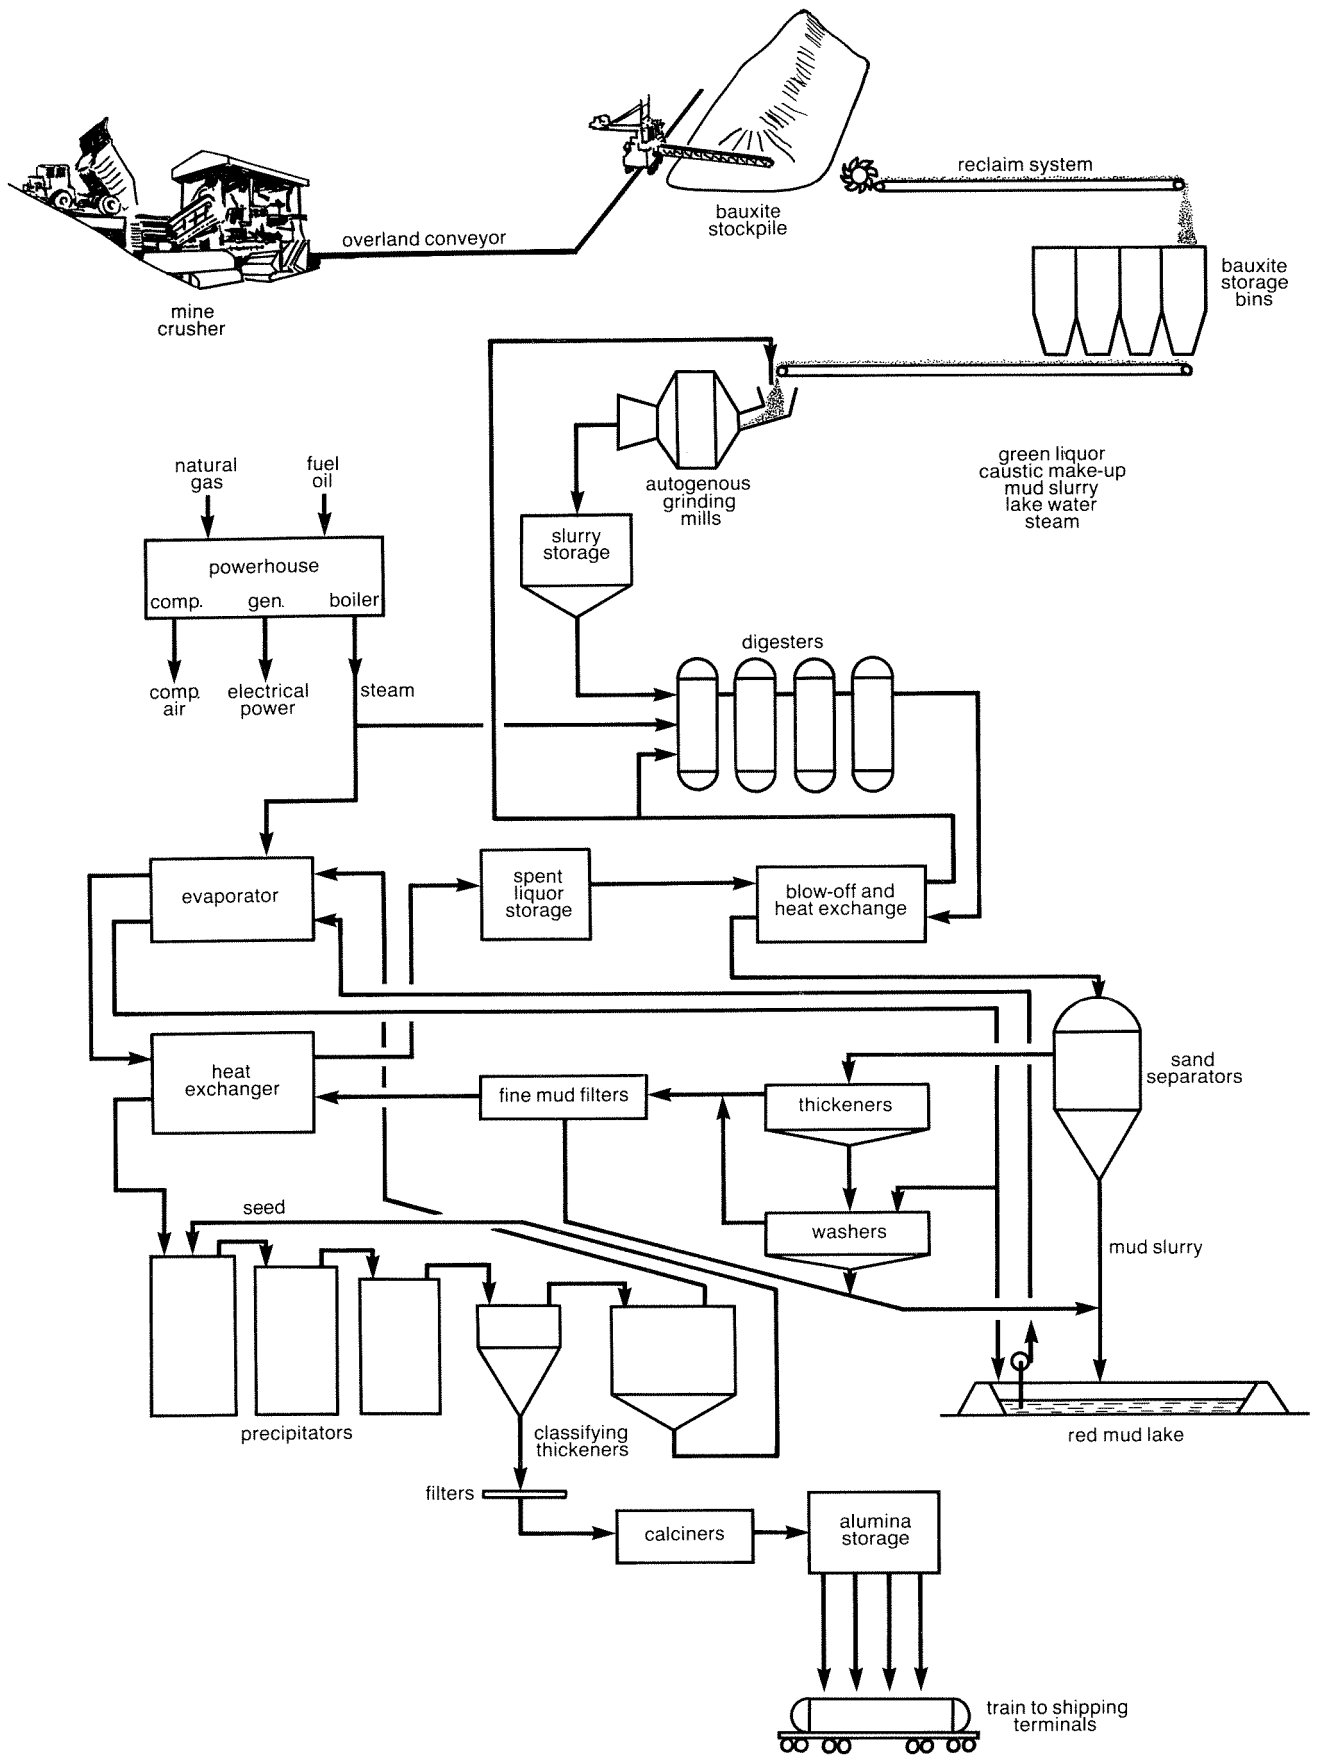 reclaim system
bauxite
stockpile
overland conveyor
bauxite
storage
bins
mine
crusher
green liquor
caustic make-up
mud slurry
lake water
steam
natural
gas
fuel
oil
autogenous
grinding
mills
slurry
storage
powerhouse
comp. gen. boiler
digesters
comp.
air
electrical
power
steam
evaporator
spent
liquor
storage
blow-off and
heat exchange
heat
exchanger
fine mud filters
thickeners
sand
separators
seed
washers
mud slurry
precipitators
classifying
thickeners
red mud lake
filters
calciners
alumina
storage
train to shipping
terminals